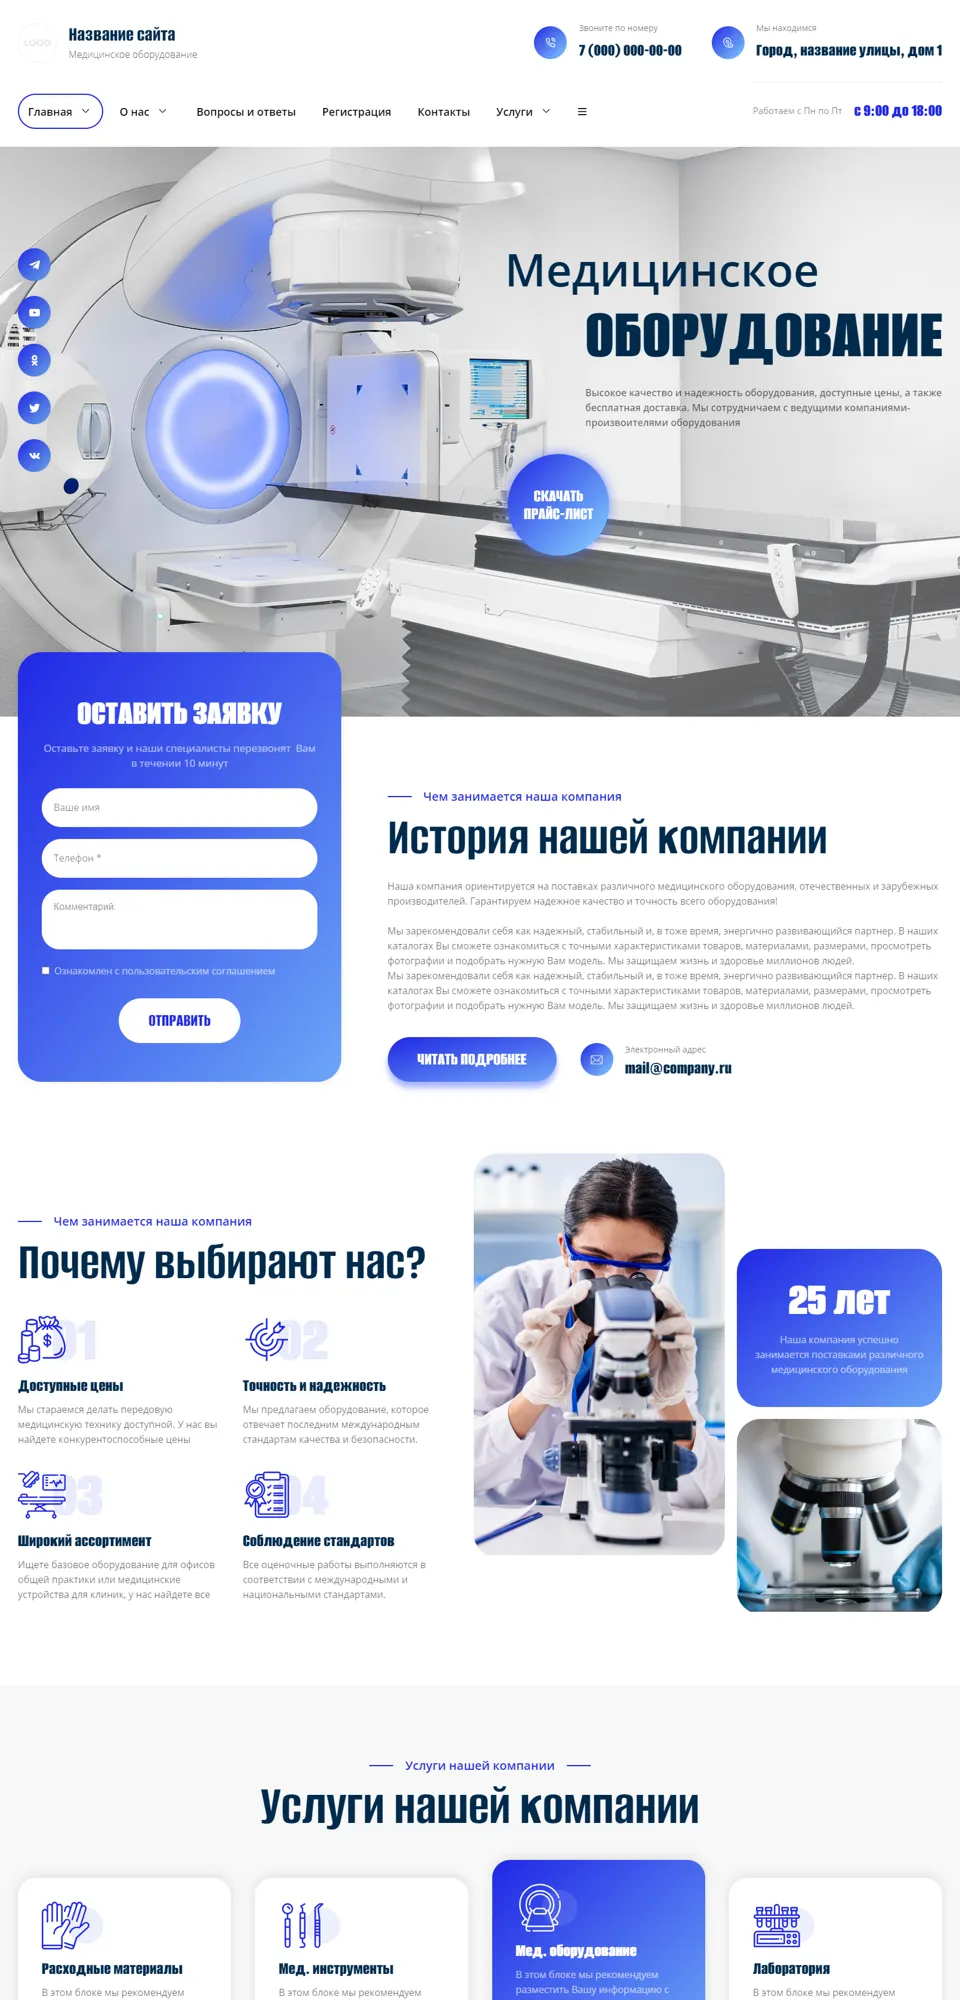 LOGO
Название сайта
Медицинское оборудование
Звоните по номеру
7 (000) 000-00-00
Мы находимся
Город, название улицы, дом 1
Главная
О нас
Вопросы и ответы
Регистрация
Контакты
Услуги
Работаем с Пн по Пт
с 9:00 до 18:00
Медицинское
ОБОРУДОВАНИЕ
Высокое качество и надежность оборудования, доступные цены, а также
бесплатная доставка. Мы сотрудничаем с ведущими компаниями-
произвоителями оборудования
СКАЧАТЬ
ПРАЙС-ЛИСТ
ОСТАВИТЬ ЗАЯВКУ
Оставьте заявку и наши специалисты перезвонят Вам
в течении 10 минут
Ваше имя
Телефон *
Комментарий:
Ознакомлен с пользовательским соглашением
ОТПРАВИТЬ
Чем занимается наша компания
История нашей компании
Наша компания ориентируется на поставках различного медицинского оборудования, отечественных и зарубежных
производителей. Гарантируем надежное качество и точность всего оборудования!
Мы зарекомендовали себя как надежный, стабильный и, в тоже время, энергично развивающийся партнер. В наших
каталогах Вы сможете ознакомиться с точными характеристиками товаров, материалами, размерами, просмотреть
фотографии и подобрать нужную Вам модель. Мы защищаем жизнь и здоровье миллионов людей.
Мы зарекомендовали себя как надежный, стабильный и, в тоже время, энергично развивающийся партнер. В наших
каталогах Вы сможете ознакомиться с точными характеристиками товаров, материалами, размерами, просмотреть
фотографии и подобрать нужную Вам модель. Мы защищаем жизнь и здоровье миллионов людей.
ЧИТАТЬ ПОДРОБНЕЕ
Электронный адрес
mail@company.ru
Чем занимается наша компания
Почему выбирают нас?
01
Доступные цены
Мы стараемся делать передовую
медицинскую технику доступной. У нас вы
найдете конкурентоспособные цены
02
Точность и надежность
Мы предлагаем оборудование, которое
отвечает последним международным
стандартам качества и безопасности.
03
Широкий ассортимент
Ищете базовое оборудование для офисов
общей практики или медицинские
устройства для клиник, у нас найдете все
04
Соблюдение стандартов
Все оценочные работы выполняются в
соответствии с международными и
национальными стандартами.
25 лет
Наша компания успешно
занимается поставками различного
медицинского оборудования
Услуги нашей компании
Услуги нашей компании
Расходные материалы
В этом блоке мы рекомендуем
Мед. инструменты
В этом блоке мы рекомендуем
Мед. оборудование
В этом блоке мы рекомендуем
разместить Вашу информацию с
Лаборатория
В этом блоке мы рекомендуем